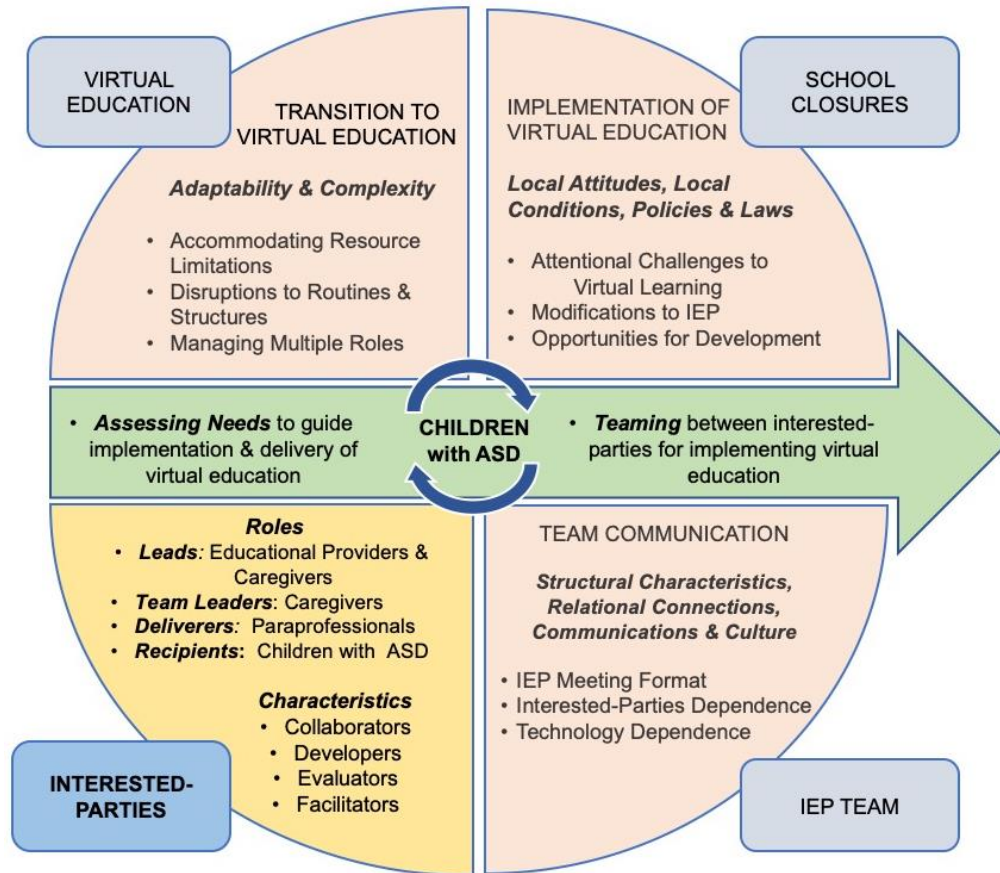 VIRTUAL
EDUCATION
TRANSITION TO
VIRTUAL EDUCATION
Adaptability & Complexity
• Accommodating Resource
Limitations
• Disruptions to Routines &
Structures
• Managing Multiple Roles
SCHOOL
CLOSURES
IMPLEMENTATION OF
VIRTUAL EDUCATION
Local Attitudes, Local
Conditions, Policies & Laws
• Attentional Challenges to
Virtual Learning
• Modifications to IEP
• Opportunities for Development
• Assessing Needs to guide
implementation & delivery of
virtual education
CHILDREN
with ASD
• Teaming between interested-
parties for implementing virtual
education
Roles
• Leads: Educational Providers &
Caregivers
• Team Leaders: Caregivers
• Deliverers: Paraprofessionals
• Recipients: Children with ASD
Characteristics
• Collaborators
• Developers
• Evaluators
• Facilitators
INTERESTED-
PARTIES
TEAM COMMUNICATION
Structural Characteristics,
Relational Connections,
Communications & Culture
• IEP Meeting Format
• Interested-Parties Dependence
• Technology Dependence
IEP TEAM